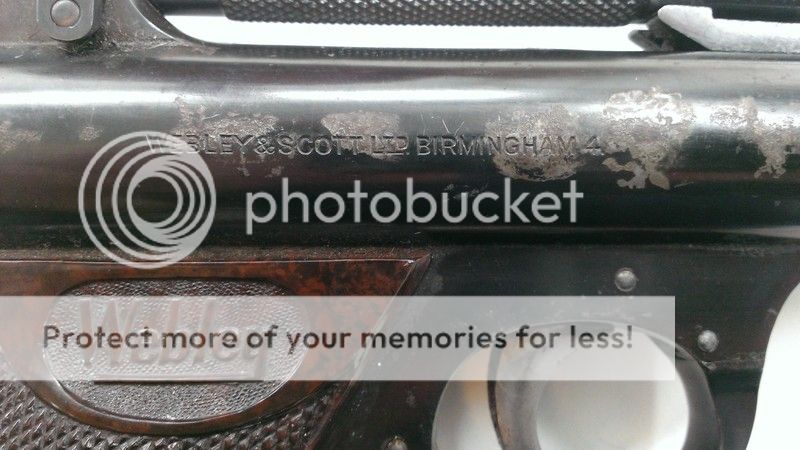 WEBLEY & SCOTT LTD. BIRMINGHAM 4.
photobucket
Protect more of your memories for less!
Webley